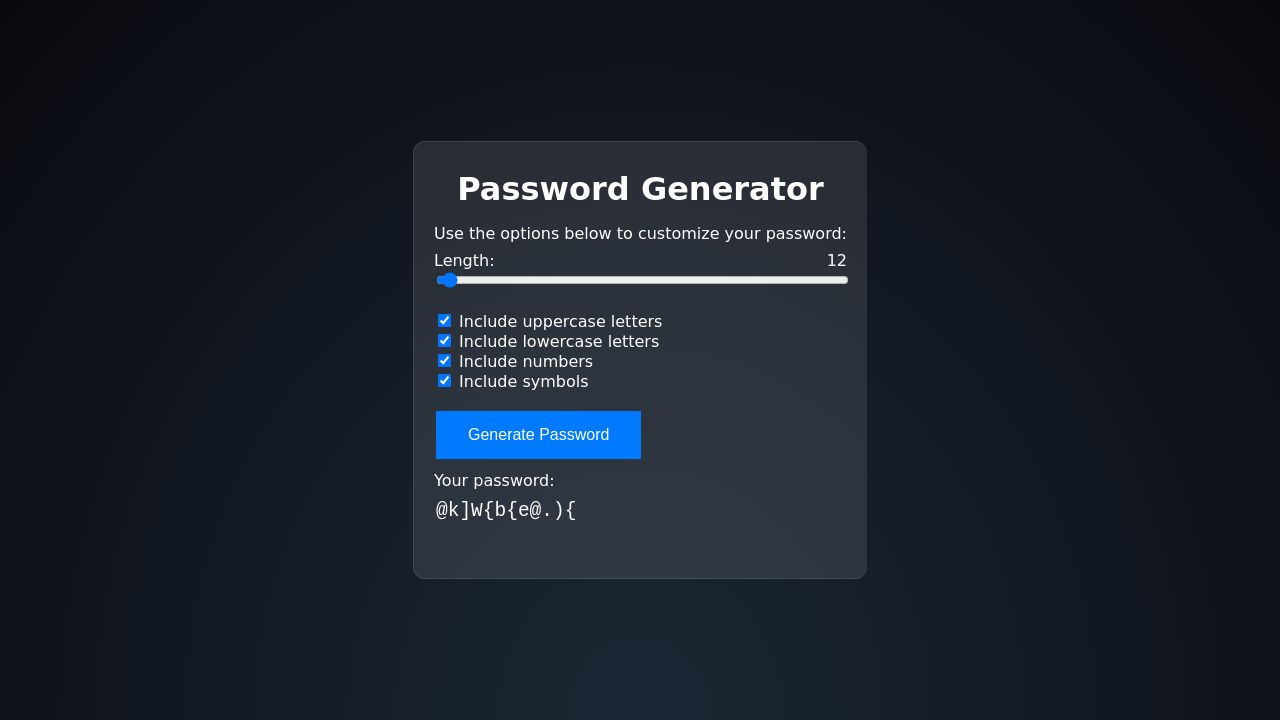 Password Generator
Use the options below to customize your password:
Length: 12
Include uppercase letters
Include lowercase letters
Include numbers
Include symbols
Generate Password
Your password:
@k]W{b{e@.){